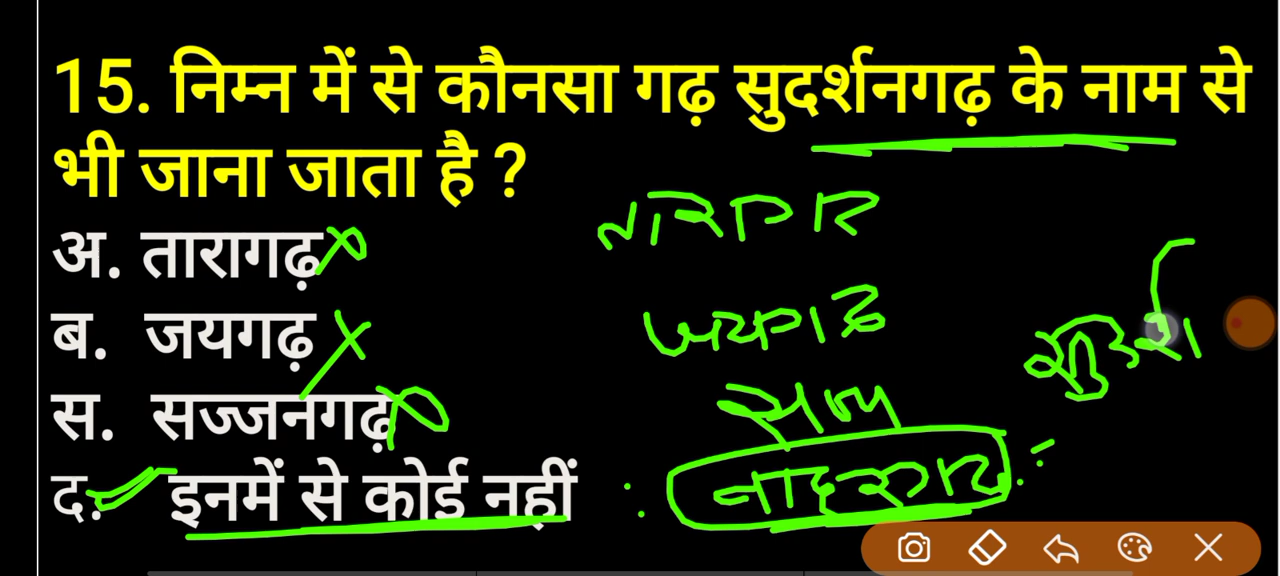 15. निम्न में से कौनसा गढ़ सुदर्शनगढ़ के नाम से
भी जाना जाता है ?
अ. तारागढ़
ब. जयगढ़
स. सज्जनगढ़
द. इनमें से कोई नहीं